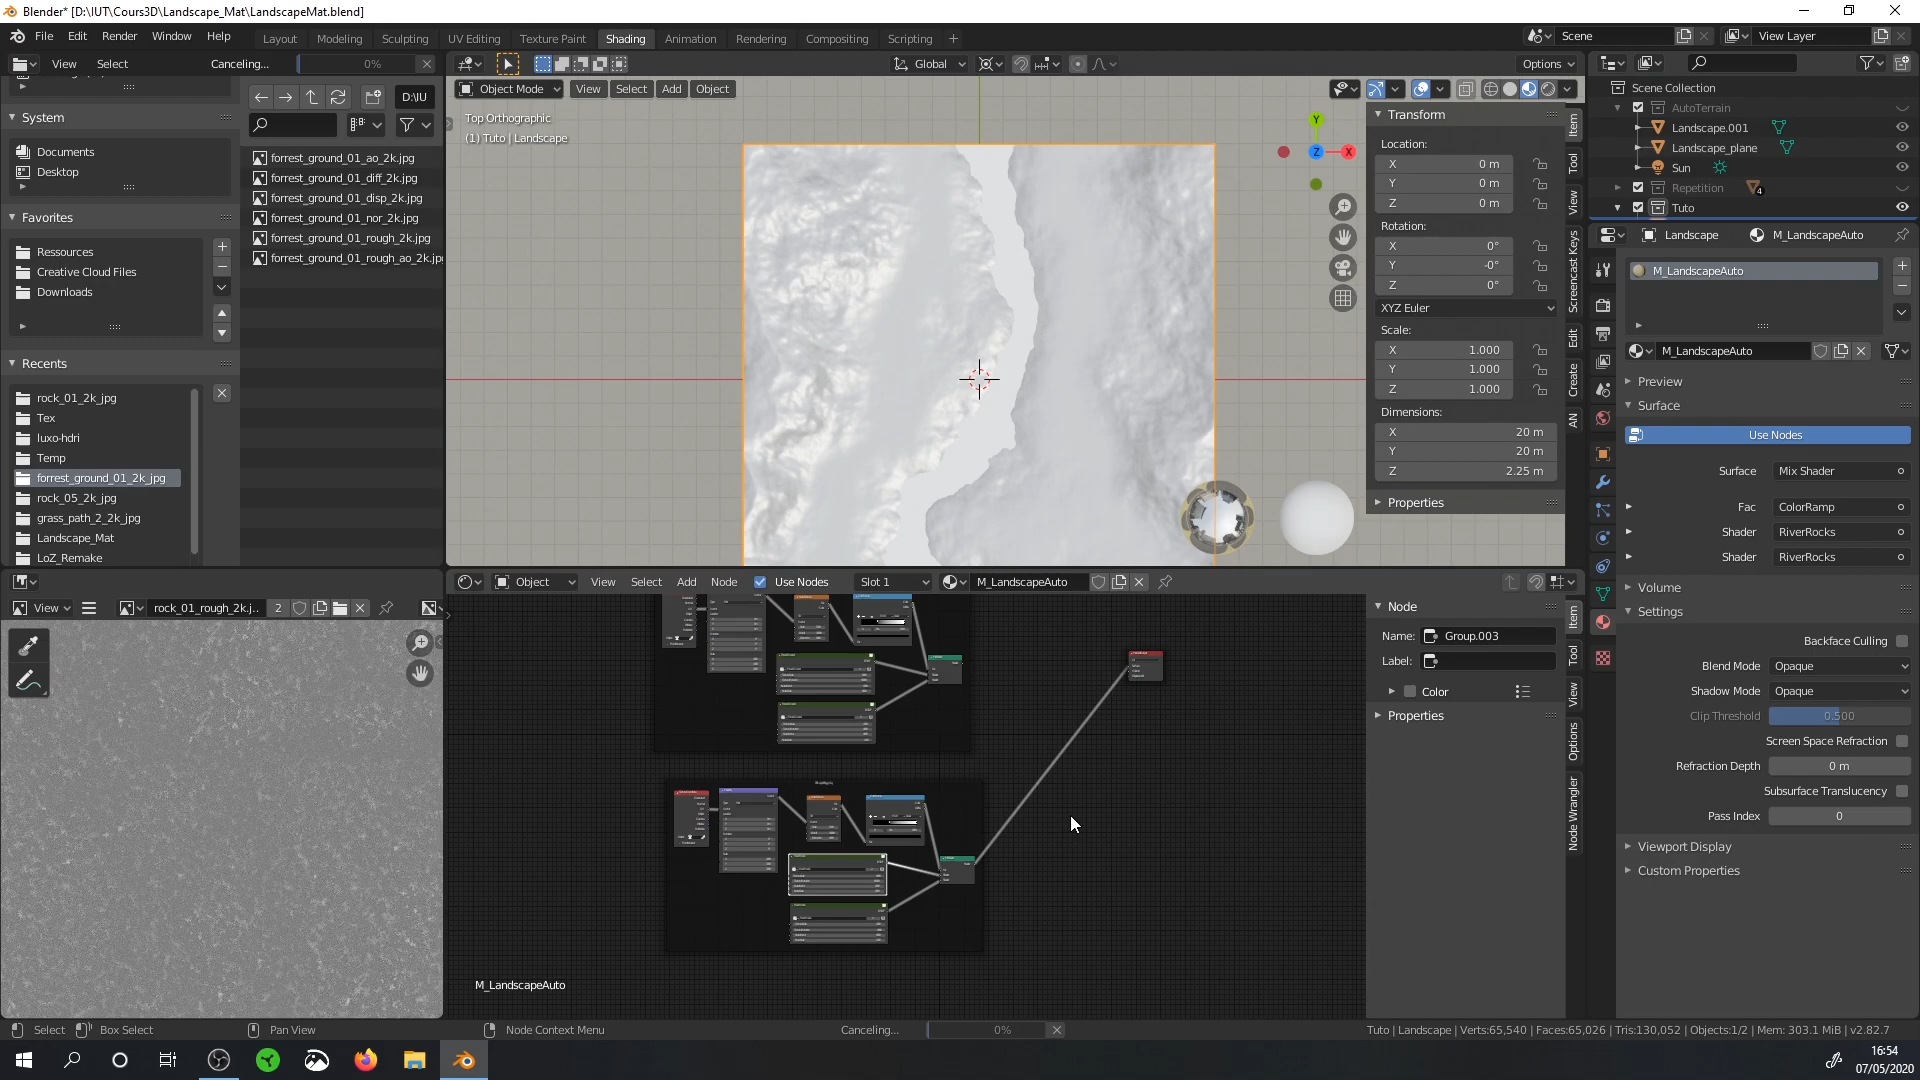 Blender* [D:\IUT\Cours3D\Landscape_Mat\LandscapeMat.blend]
File Edit Render Window Help
Layout Modeling Sculpting UV Editing Texture Paint Shading Animation Rendering Compositing Scripting
Scene
View Layer
View Select Canceling... 0%
Global
Options
D:\IU
Object Mode View Select Add Object
Top Orthographic
(1) Tuto | Landscape
System
Documents
Desktop
Favorites
Ressources
Creative Cloud Files
Downloads
Recents
rock_01_2k_jpg
Tex
luxo-hdri
Temp
forrest_ground_01_2k_jpg
rock_05_2k_jpg
grass_path_2_2k_jpg
Landscape_Mat
LoZ_Remake
forrest_ground_01_ao_2k.jpg
forrest_ground_01_diff_2k.jpg
forrest_ground_01_disp_2k.jpg
forrest_ground_01_nor_2k.jpg
forrest_ground_01_rough_2k.jpg
forrest_ground_01_rough_ao_2k.jp
Y
Z
X
Transform
Location:
X 0 m
Y 0 m
Z 0 m
Rotation:
X 0°
Y -0°
Z 0°
XYZ Euler
Scale:
X 1.000
Y 1.000
Z 1.000
Dimensions:
X 20 m
Y 20 m
Z 2.25 m
Properties
Item
Tool
View
Screencast Keys
Edit
Create
AN
Scene Collection
AutoTerrain
Landscape.001
Landscape_plane
Sun
Repetition 4
Tuto
Landscape M_LandscapeAuto
M_LandscapeAuto
M_LandscapeAuto
Preview
Surface
Use Nodes
Surface Mix Shader
Fac ColorRamp
Shader RiverRocks
Shader RiverRocks
Volume
Settings
Backface Culling
Blend Mode Opaque
Shadow Mode Opaque
Clip Threshold 0.500
Screen Space Refraction
Refraction Depth 0 m
Subsurface Translucency
Pass Index 0
Viewport Display
Custom Properties
View rock_01_rough_2k.j.. 2
Object View Select Add Node Use Nodes Slot 1 M_LandscapeAuto
Node
Name: Group.003
Label:
Color
Properties
Item
Tool
View
Options
Node Wrangler
M_LandscapeAuto
Select Box Select Pan View Node Context Menu Canceling... 0%
Tuto | Landscape | Verts:65,540 | Faces:65,026 | Tris:130,052 | Objects:1/2 | Mem: 303.1 MiB | v2.82.7
16:54
07/05/2020